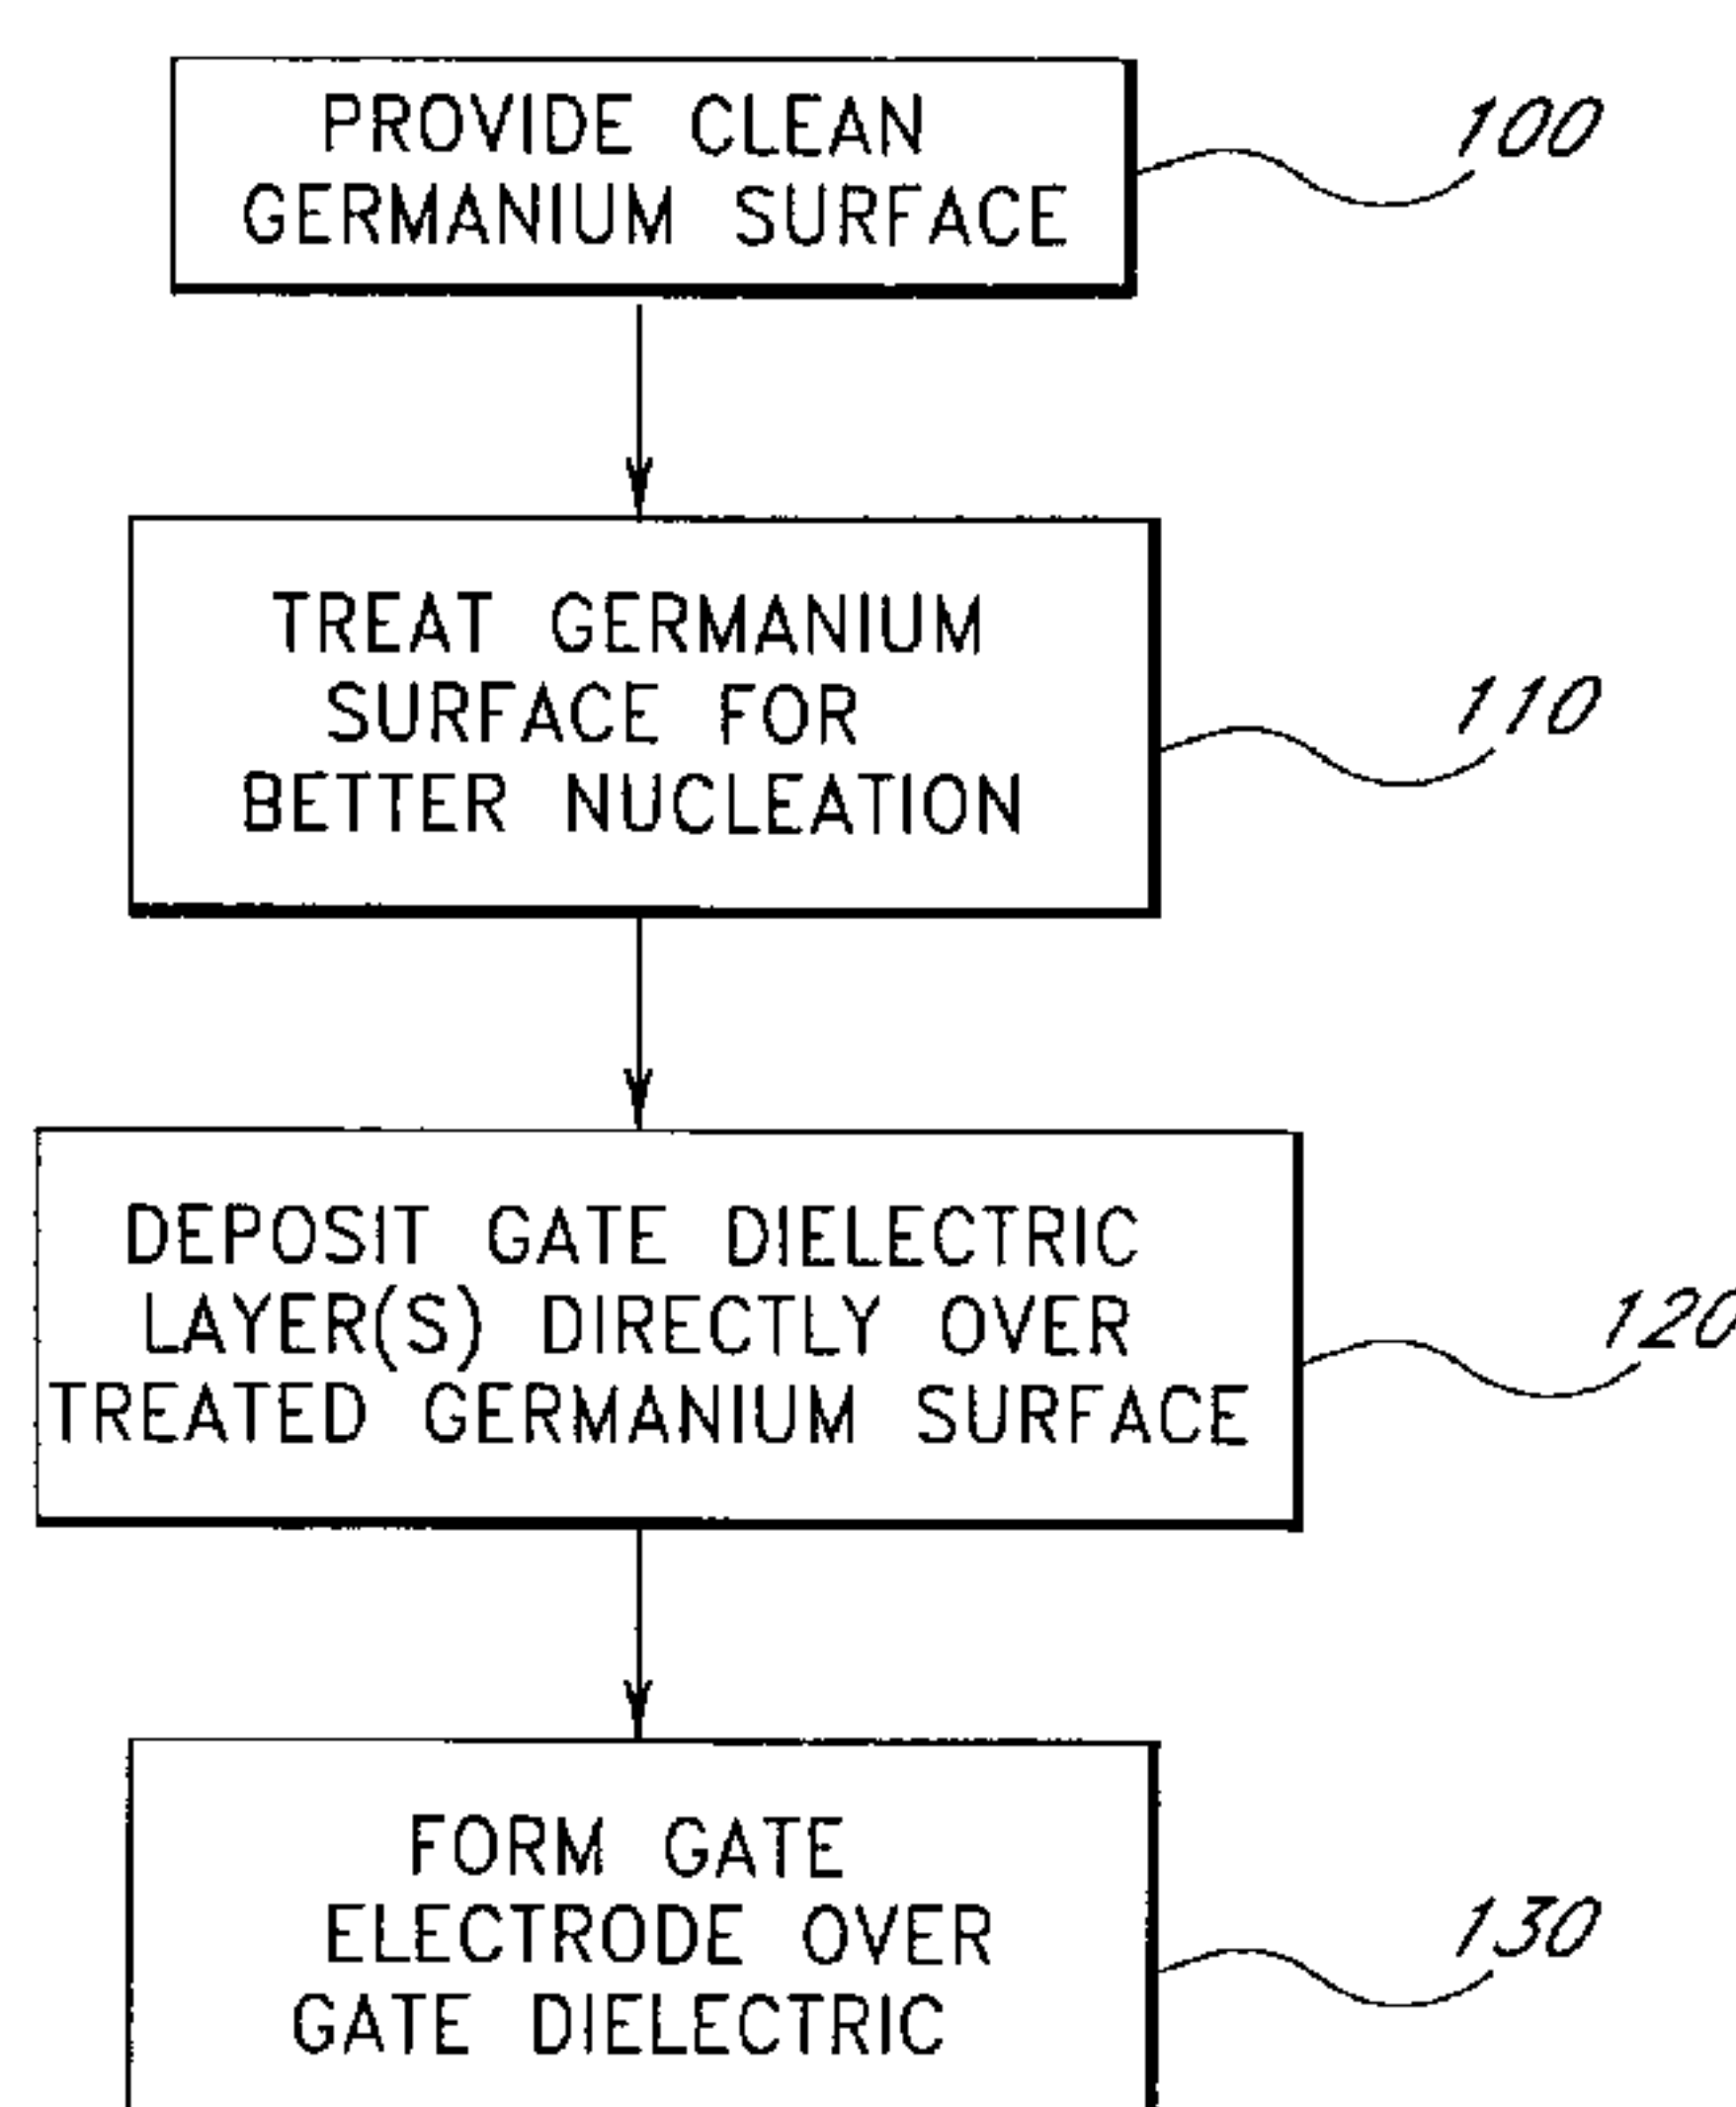 PROVIDE CLEAN
GERMANIUM SURFACE
100
TREAT GERMANIUM
SURFACE FOR
BETTER NUCLEATION
110
DEPOSIT GATE DIELECTRIC
LAYER(S) DIRECTLY OVER
TREATED GERMANIUM SURFACE
120
FORM GATE
ELECTRODE OVER
GATE DIELECTRIC
130